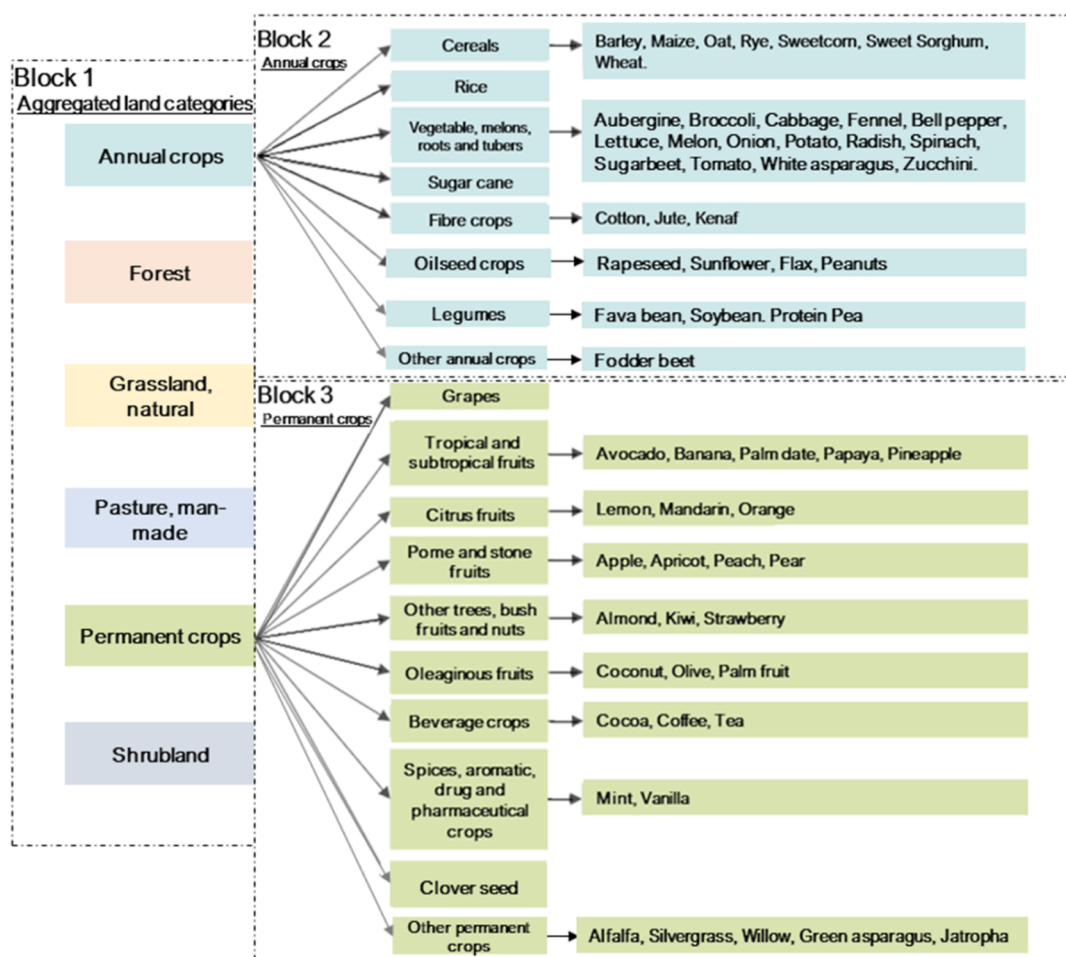 Block 1
Aggregated land categories
Annual crops
Forest
Grassland,
natural
Pasture, man-
made
Permanent crops
Shrubland
Block 2
Annual crops
Cereals
Barley, Maize, Oat, Rye, Sweetcorn, Sweet Sorghum,
Wheat.
Rice
Vegetable, melons,
roots and tubers
Aubergine, Broccoli, Cabbage, Fennel, Bell pepper,
Lettuce, Melon, Onion, Potato, Radish, Spinach,
Sugarbeet, Tomato, White asparagus, Zucchini.
Sugar cane
Fibre crops
Cotton, Jute, Kenaf
Oilseed crops
Rapeseed, Sunflower, Flax, Peanuts
Legumes
Fava bean, Soybean. Protein Pea
Other annual crops
Fodder beet
Block 3
Permanent crops
Grapes
Tropical and
subtropical fruits
Avocado, Banana, Palm date, Papaya, Pineapple
Citrus fruits
Lemon, Mandarin, Orange
Pome and stone
fruits
Apple, Apricot, Peach, Pear
Other trees, bush
fruits and nuts
Almond, Kiwi, Strawberry
Oleaginous fruits
Coconut, Olive, Palm fruit
Beverage crops
Cocoa, Coffee, Tea
Spices, aromatic,
drug and
pharmaceutical
crops
Mint, Vanilla
Clover seed
Other permanent
crops
Alfalfa, Silvergrass, Willow, Green asparagus, Jatropha